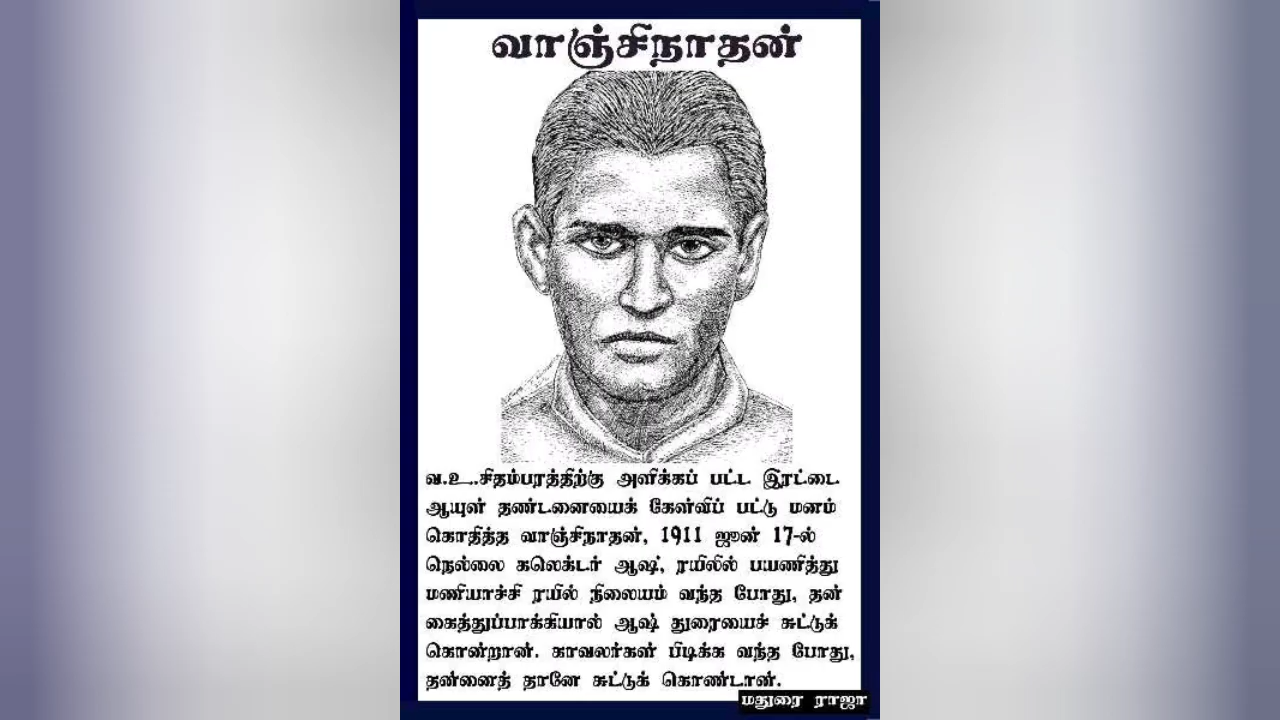 வாஞ்சிநாதன்
வ.உ..சிதம்பரத்திற்கு அளிக்கப் பட்ட இரட்டை
ஆயுள் தண்டனையைக் கேள்விப் பட்டு மனம்
கொதித்த வாஞ்சிநாதன், 1911 ஜூன் 17-ல்
நெல்லை கலெக்டர் ஆஷ், ரயிலில் பயணித்து
மணியாச்சி ரயில் நிலையம் வந்த போது, தன்
கைத்துப்பாக்கியால் ஆஷ் துரையைச் சுட்டுக்
கொன்றான். காவலர்கள் பிடிக்க வந்த போது,
தன்னைத் தானே சுட்டுக் கொண்டான்.
மதுரை ராஜா